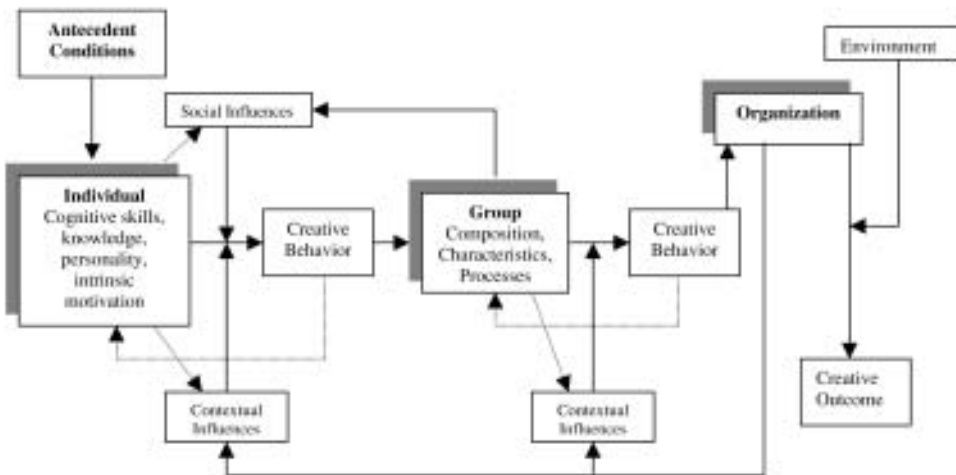 Antecedent
Conditions
Environment
Social Influences
Organization
Individual
Cognitive skills,
knowledge,
personality,
intrinsic
motivation
Creative
Behavior
Group
Composition,
Characteristics,
Processes
Creative
Behavior
Contextual
Influences
Contextual
Influences
Creative
Outcome